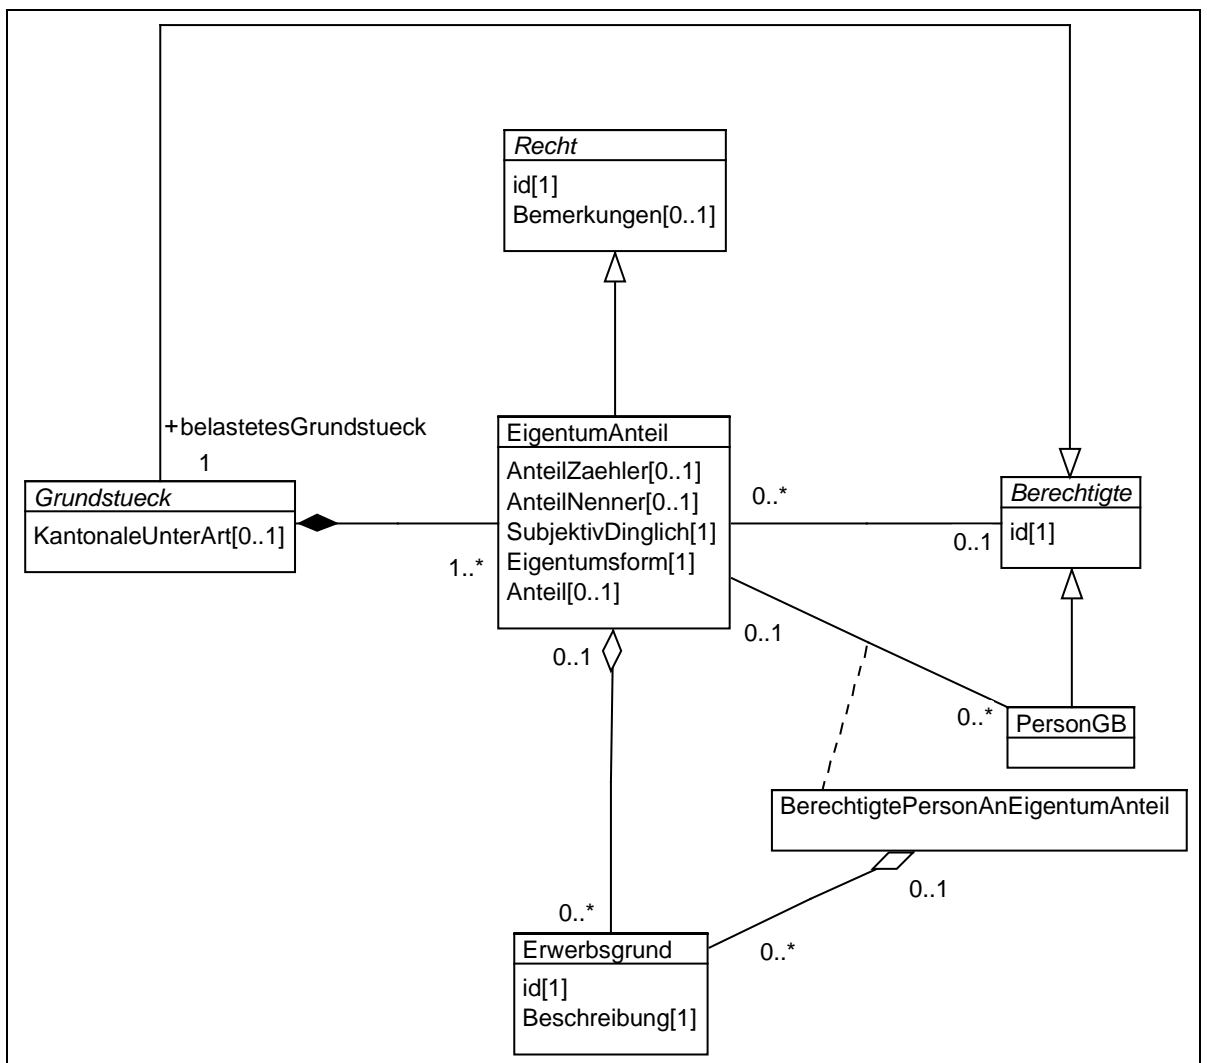 Recht
id[1]
Bemerkungen[0..1]
+belastetesGrundstueck
1
EigentumAnteil
AnteilZaehler[0..1]
AnteilNenner[0..1]
SubjektivDinglich[1]
Eigentumsform[1]
Anteil[0..1]
Grundstueck
KantonaleUnterArt[0..1]
1..*
0..*
0..1
Berechtigte
id[1]
0..1
0..1
0..*
PersonGB
BerechtigtePersonAnEigentumAnteil
0..1
0..*
0..*
Erwerbsgrund
id[1]
Beschreibung[1]